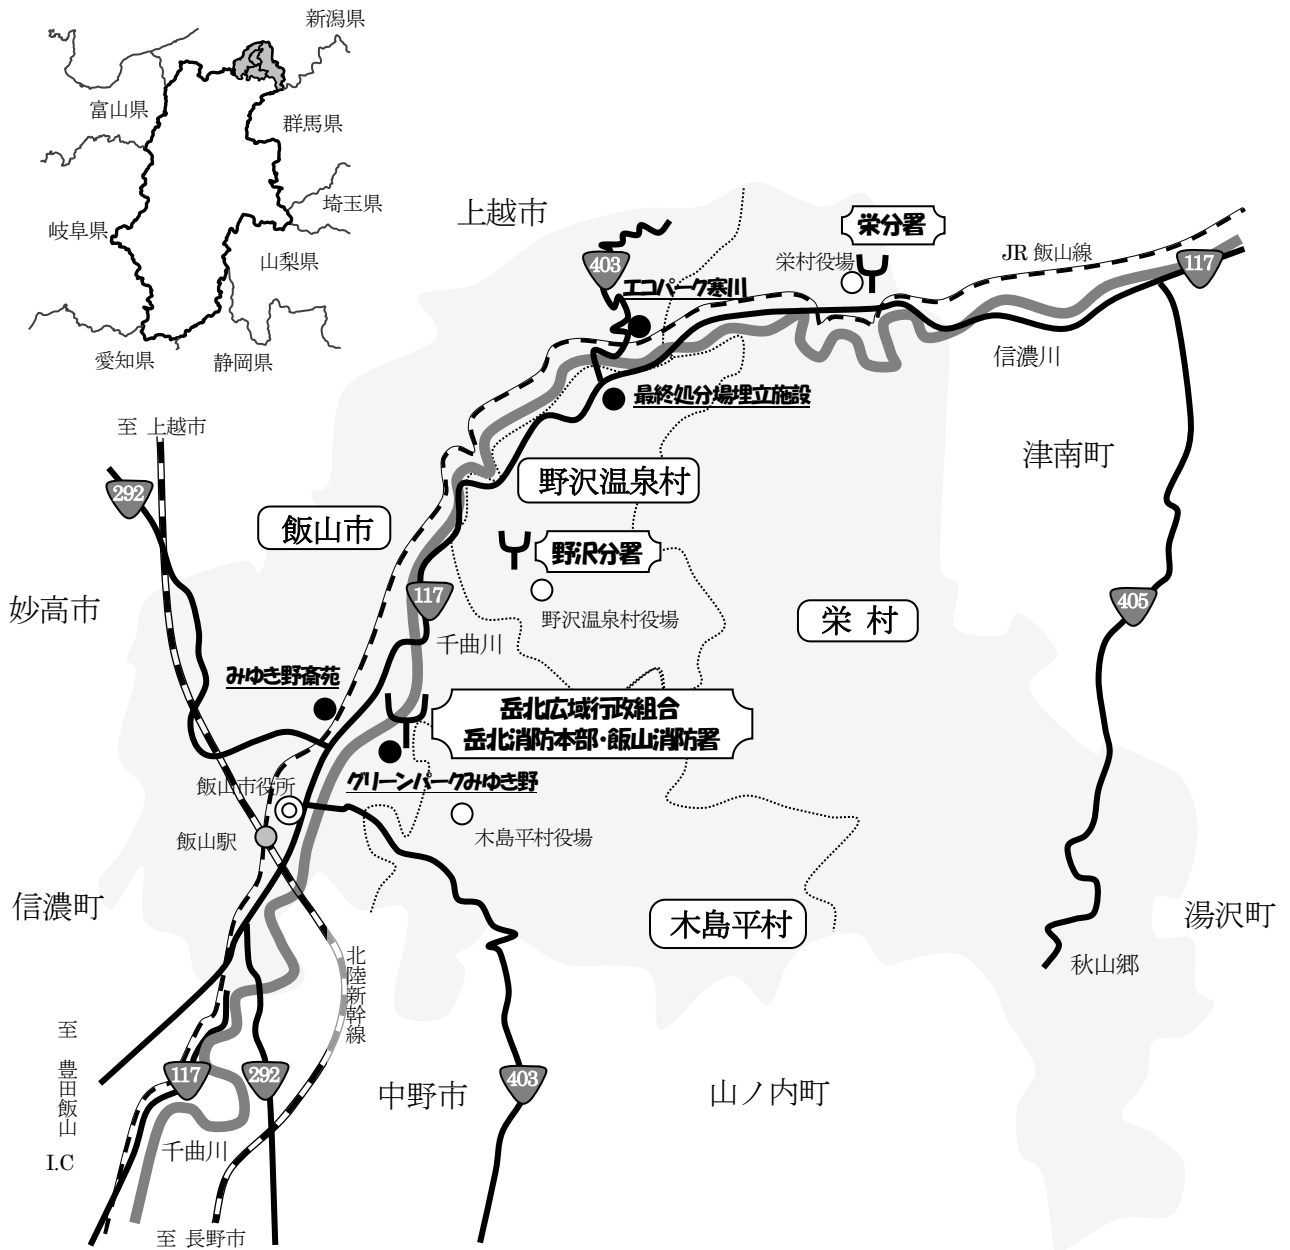 新潟県
富山県
群馬県
埼玉県
岐阜県
山梨県
愛知県
静岡県
上越市
栄分署
栄村役場
JR 飯山線
117
403
エコパーク寒川
信濃川
最終処分場埋立施設
至 上越市
津南町
292
野沢温泉村
飯山市
野沢分署
妙高市
117
野沢温泉村役場
405
栄 村
千曲川
みゆき野斎苑
岳北広域行政組合
岳北消防本部・飯山消防署
飯山市役所
グリーンパークみゆき野
飯山駅
木島平村役場
信濃町
木島平村
湯沢町
北陸新幹線
秋山郷
至 豊田飯山
I.C
117
292
中野市
403
山ノ内町
千曲川
至 長野市